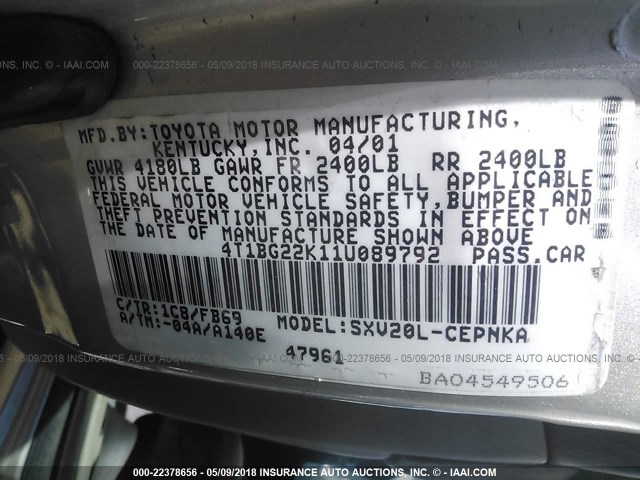 000-22378656 - 05/09/2018 INSURANCE AUTO AUCTIONS, INC. - IAAI.COM
MFD.BY:TOYOTA MOTOR MANUFACTURING,
KENTUCKY,INC. 04/01
GVWR 4180LB GAWR FR 2400LB RR 2400LB
THIS VEHICLE CONFORMS TO ALL APPLICABLE
FEDERAL MOTOR VEHICLE SAFETY,BUMPER AND
THEFT PREVENTION STANDARDS IN EFFECT ON
THE DATE OF MANUFACTURE SHOWN ABOVE.
4T1BG22K11U089792 PASS.CAR
C/TR:1C8/FB69 MODEL:SXV20L-CEPNKA
A/TM:-04A/A140E
47961
BA04549506
000-22378656 - 05/09/2018 INSURANCE AUTO AUCTIONS, INC. - IAAI.COM